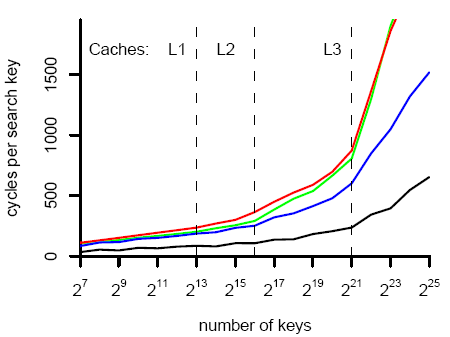 Caches: L1 L2 L3
cycles per search key
1500
1000
500
0
2^7 2^9 2^11 2^13 2^15 2^17 2^19 2^21 2^23 2^25
number of keys